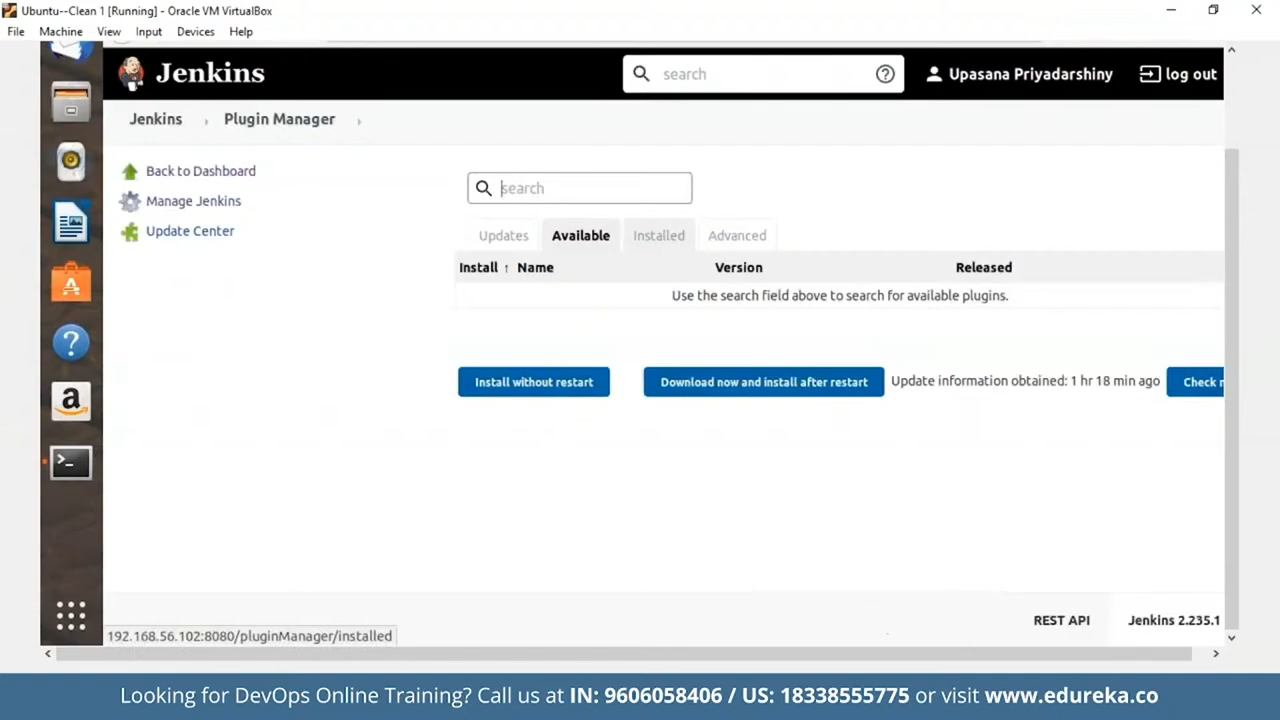 Ubuntu--Clean 1 [Running] - Oracle VM VirtualBox
File Machine View Input Devices Help
Jenkins
search
Upasana Priyadarshiny
log out
Jenkins Plugin Manager
Back to Dashboard
Manage Jenkins
Update Center
search
Updates Available Installed Advanced
Install ↑ Name Version Released
Use the search field above to search for available plugins.
Install without restart
Download now and install after restart
Update information obtained: 1 hr 18 min ago
Check
REST API
Jenkins 2.235.1
192.168.56.102:8080/pluginManager/installed
Looking for DevOps Online Training? Call us at IN: 9606058406 / US: 18338555775 or visit www.edureka.co